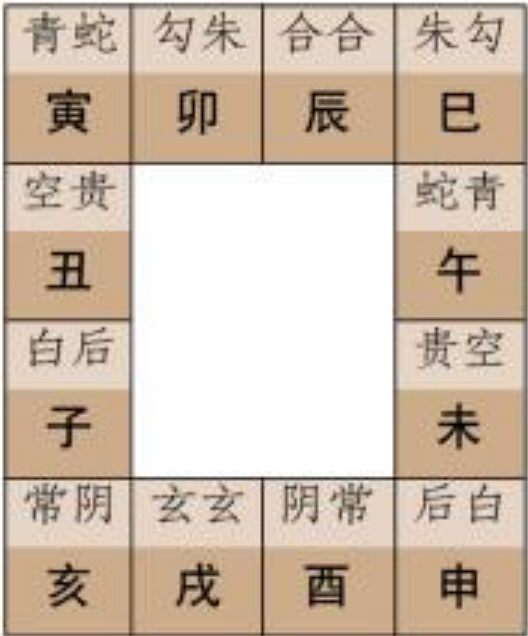 青蛇 勾朱 合合 朱勾
寅 卯 辰 巳
空贵 蛇青
丑 午
白后 贵空
子 未
常阴 玄玄 阴常 后白
亥 戌 酉 申